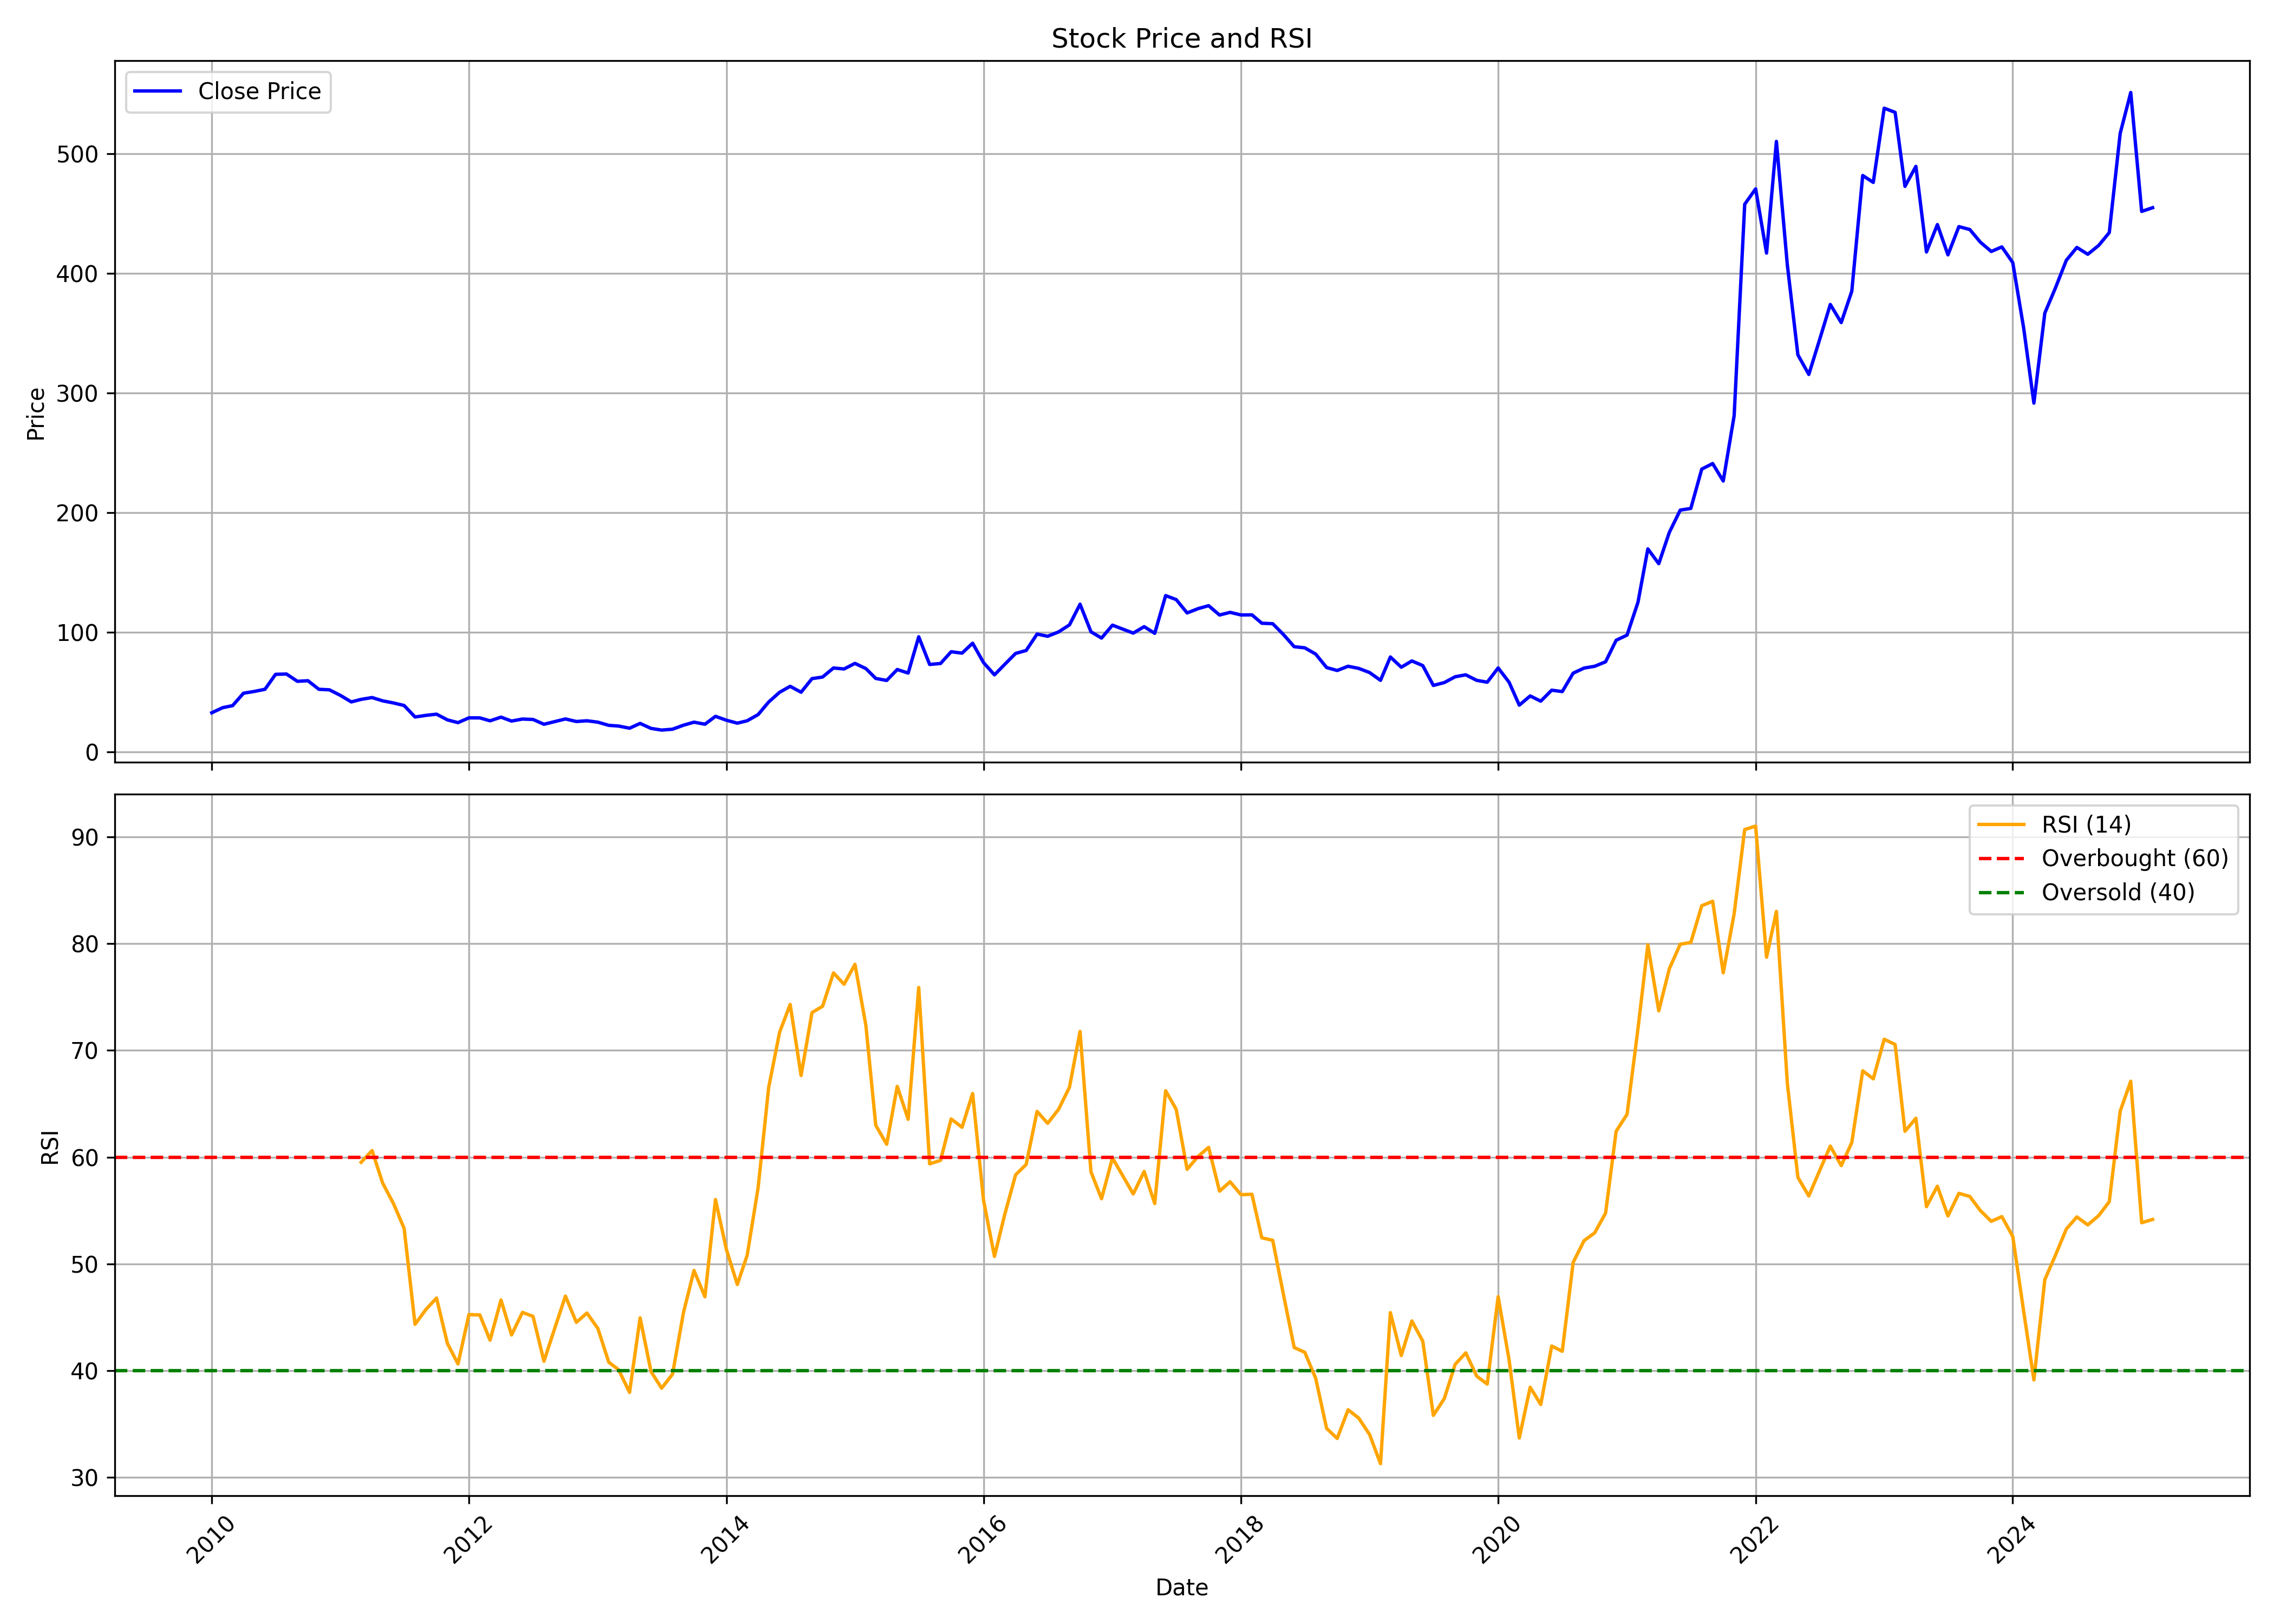 Stock Price and RSI
Close Price
Price
500
400
300
200
100
0
RSI (14)
Overbought (60)
Oversold (40)
RSI
90
80
70
60
50
40
30
2010
2012
2014
2016
2018
2020
2022
2024
Date